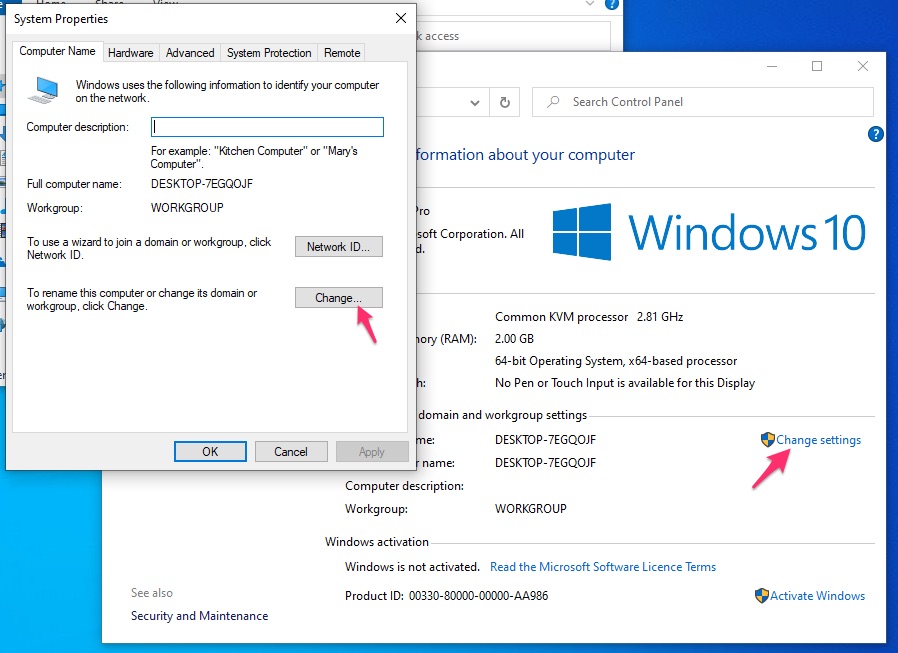 Home
Share
View
System Properties
Computer Name
Hardware
Advanced
System Protection
Remote
Windows uses the following information to identify your computer
on the network.
Computer description:
For example: "Kitchen Computer" or "Mary's
Computer".
Full computer name:
DESKTOP-7EGQOJF
Workgroup:
WORKGROUP
To use a wizard to join a domain or workgroup, click
Network ID.
Network ID...
To rename this computer or change its domain or
workgroup, click Change.
Change...
OK
Cancel
Apply
access
Search Control Panel
about your computer
Pro
Corporation. All
Windows 10
Common KVM processor 2.81 GHz
(RAM):
2.00 GB
64-bit Operating System, x64-based processor
No Pen or Touch Input is available for this Display
domain and workgroup settings
DESKTOP-7EGQOJF
Change settings
name:
DESKTOP-7EGQOJF
Computer description:
Workgroup:
WORKGROUP
Windows activation
Windows is not activated. Read the Microsoft Software Licence Terms
Product ID: 00330-80000-00000-AA986
Activate Windows
See also
Security and Maintenance